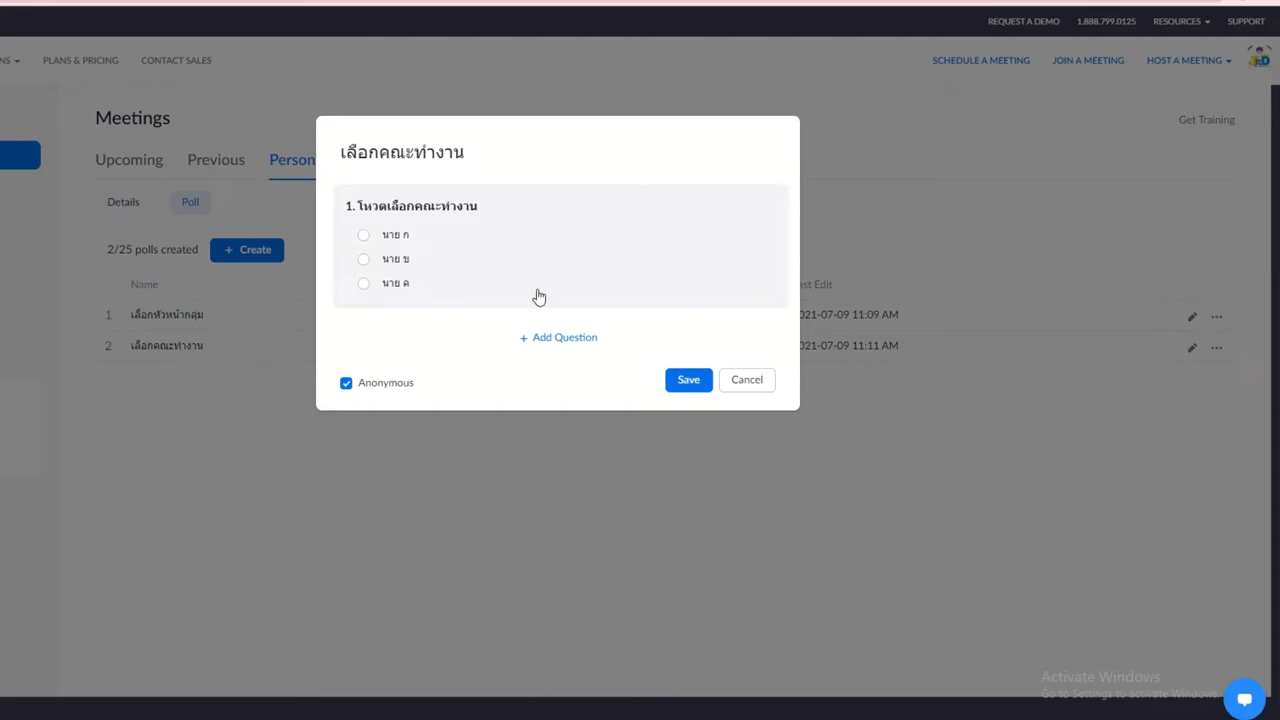 REQUEST A DEMO 1.888.799.0125 RESOURCES SUPPORT
NS PLANS & PRICING CONTACT SALES SCHEDULE A MEETING JOIN A MEETING HOST A MEETING
Meetings
Get Training
Upcoming Previous Person
Details Poll
2/25 polls created + Create
Name st Edit
1 เลือกหัวหน้ากลุ่ม 021-07-09 11:09 AM
2 เลือกคณะทำงาน 021-07-09 11:11 AM
เลือกคณะทำงาน
1. โหวตเลือกคณะทำงาน
นาย ก
นาย ข
นาย ค
+ Add Question
Anonymous
Save Cancel
Activate Windows
Go to Settings to activate Windows.